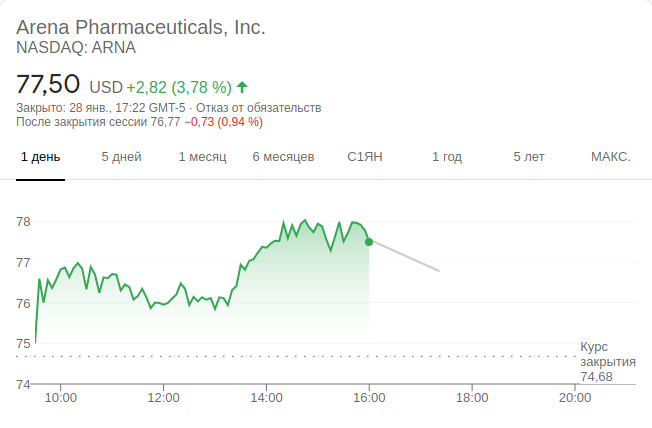 Arena Pharmaceuticals, Inc.
NASDAQ: ARNA
77,50 USD +2,82 (3,78 %)
Закрыто: 28 янв., 17:22 GMT-5 · Отказ от обязательств
После закрытия сессии 76,77 −0,73 (0,94 %)
1 день 5 дней 1 месяц 6 месяцев С1ЯН 1 год 5 лет МАКС.
78
77
76
75
Курс
закрытия
74,68
74
10:00 12:00 14:00 16:00 18:00 20:00